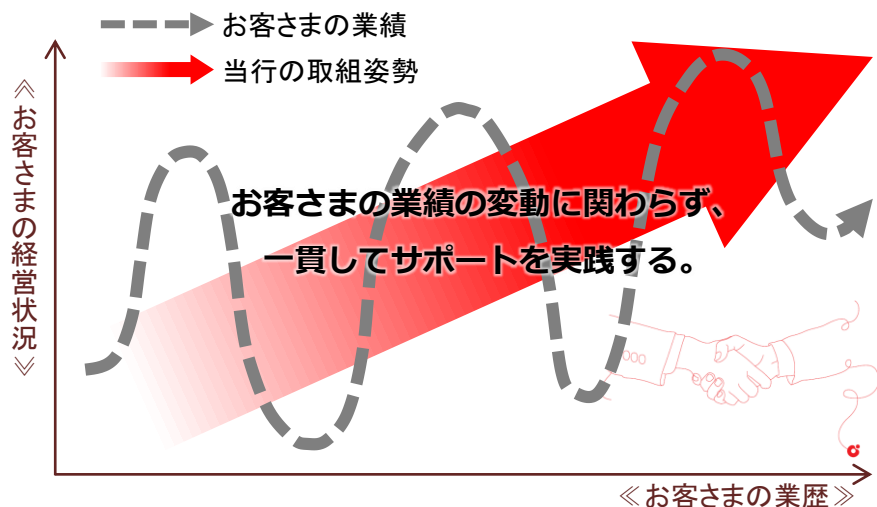 お客さまの業績
当行の取組姿勢
≪お客さまの経営状況≫
お客さまの業績の変動に関わらず、
一貫してサポートを実践する。
≪お客さまの業歴≫